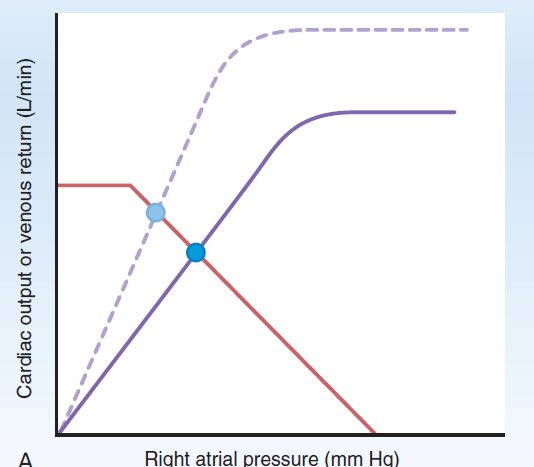 Cardiac output or venous return (L/min)
A
Right atrial pressure (mm Hg)